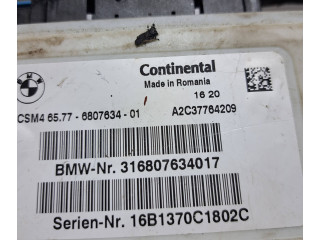 Continental
Made in Romania
16 20
CSM4 65.77 - 6807634 - 01
A2C37764209
BMW-Nr. 316807634017
Serien-Nr. 16B1370C1802C